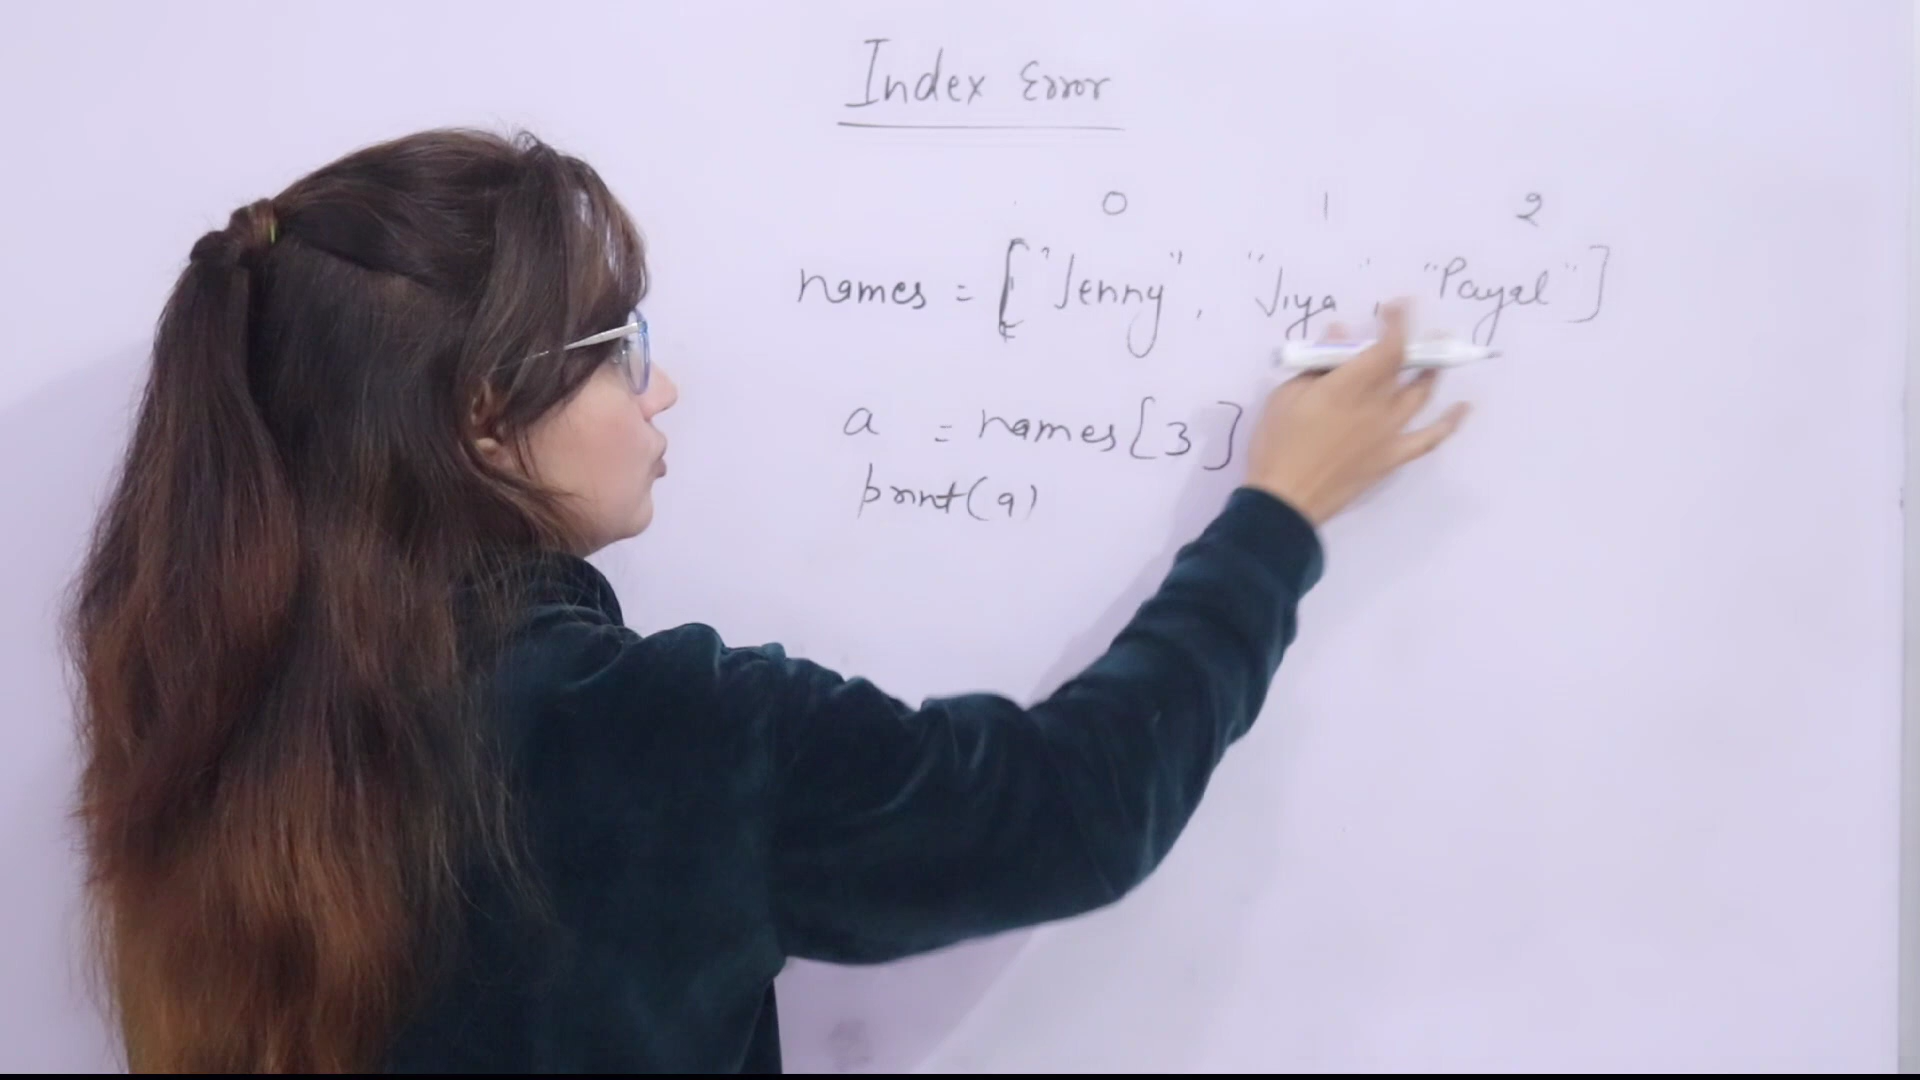 Index Error
0 1 2
names = ["Jenny", "Jiya", "Payal"]
a = names[3]
print(a)